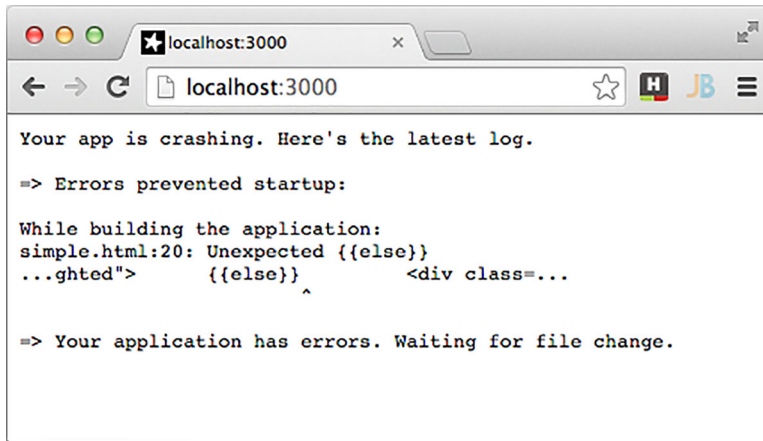 localhost:3000
localhost:3000
H
JB
Your app is crashing. Here's the latest log.
=> Errors prevented startup:
While building the application:
simple.html:20: Unexpected {{else}}
...ghted">      {{else}}         <div class=...
^
=> Your application has errors. Waiting for file change.